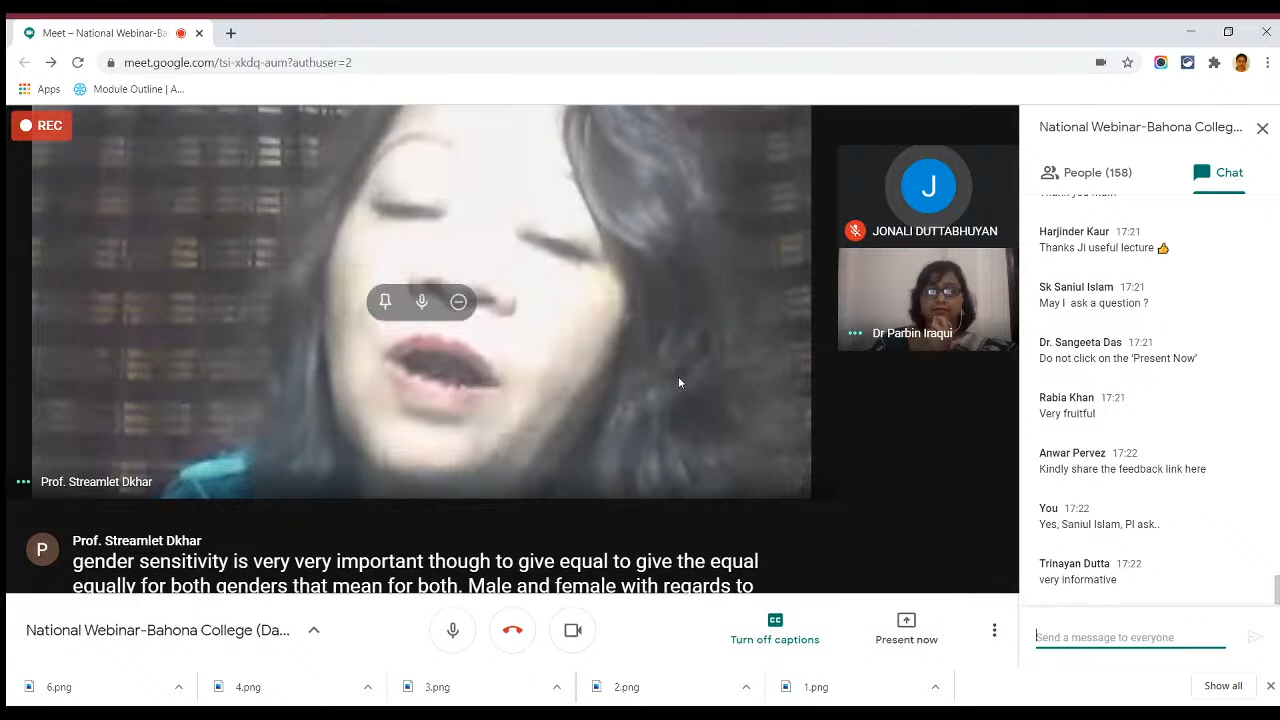 Meet – National Webinar-Ba
meet.google.com/tsi-xkdq-aum?authuser=2
Apps
Module Outline | A...
REC
Prof. Streamlet Dkhar
J
JONALI DUTTABHUYAN
Dr Parbin Iraqui
P
Prof. Streamlet Dkhar
gender sensitivity is very very important though to give equal to give the equal
equally for both genders that mean for both. Male and female with regards to
National Webinar-Bahona College (Da...
CC
Turn off captions
Present now
National Webinar-Bahona Colleg...
People (158)
Chat
Harjinder Kaur 17:21
Thanks Ji useful lecture 👍
Sk Saniul Islam 17:21
May I ask a question ?
Dr. Sangeeta Das 17:21
Do not click on the ‘Present Now’
Rabia Khan 17:21
Very fruitful
Anwar Pervez 17:22
Kindly share the feedback link here
You 17:22
Yes, Saniul Islam, Pl ask..
Trinayan Dutta 17:22
very informative
Send a message to everyone
6.png
4.png
3.png
2.png
1.png
Show all